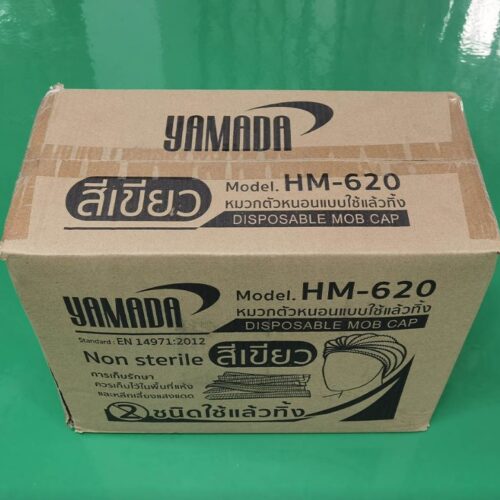 YAMADA
สีเขียว
Model. HM-620
หมวกตัวหนอนแบบใช้แล้วทิ้ง
DISPOSABLE MOB CAP
YAMADA
Model. HM-620
หมวกตัวหนอนแบบใช้แล้วทิ้ง
DISPOSABLE MOB CAP
Standard : EN 14971:2012
Non sterile สีเขียว
การเก็บรักษา
ควรเก็บไว้ในพื้นที่แห้ง
และหลีกเลี่ยงแสงแดด
2 ชนิดใช้แล้วทิ้ง